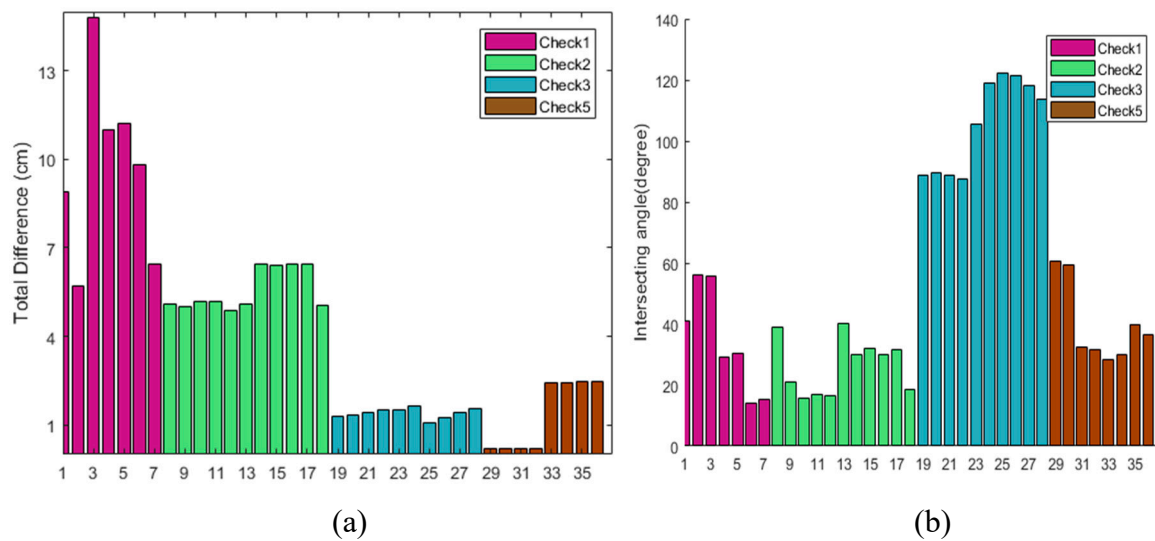 Total Difference (cm)
13
10
7
4
1
1 3 5 7 9 11 13 15 17 19 21 23 25 27 29 31 33 35
Check1
Check2
Check3
Check5
(a)
Intersecting angle(degree)
140
120
100
80
60
40
20
0
1 3 5 7 9 11 13 15 17 19 21 23 25 27 29 31 33 35
Check1
Check2
Check3
Check5
(b)